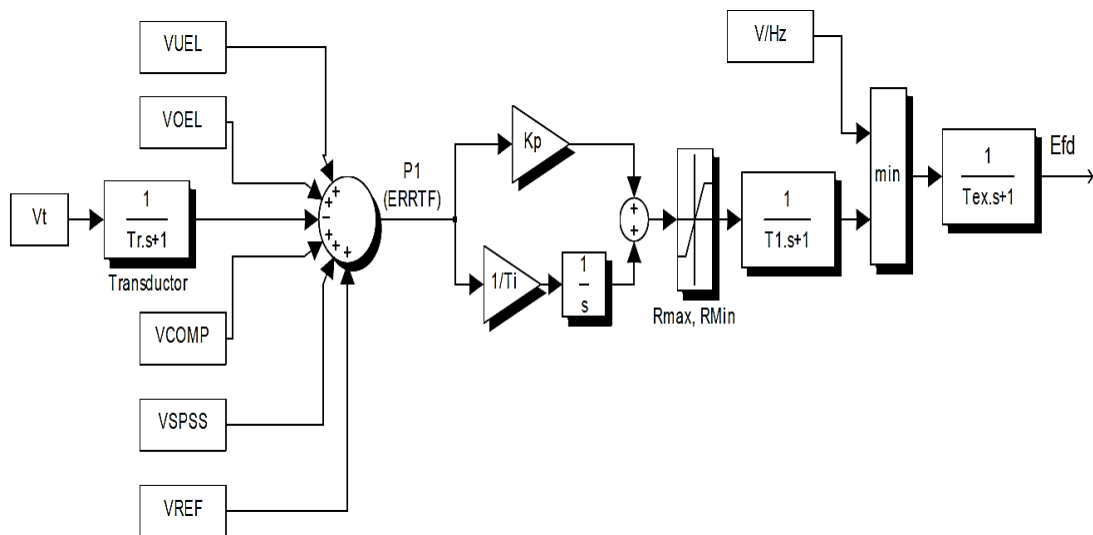 VUEL
V/Hz
VOEL
Kp
P1
(ERRTF)
Efd
Vt
1
Tr.s+1
Transductor
+
+
-
+
+
+
+
+
1
T1.s+1
min
1
Tex.s+1
1/Ti
1
s
Rmax, RMin
VCOMP
VSPSS
VREF